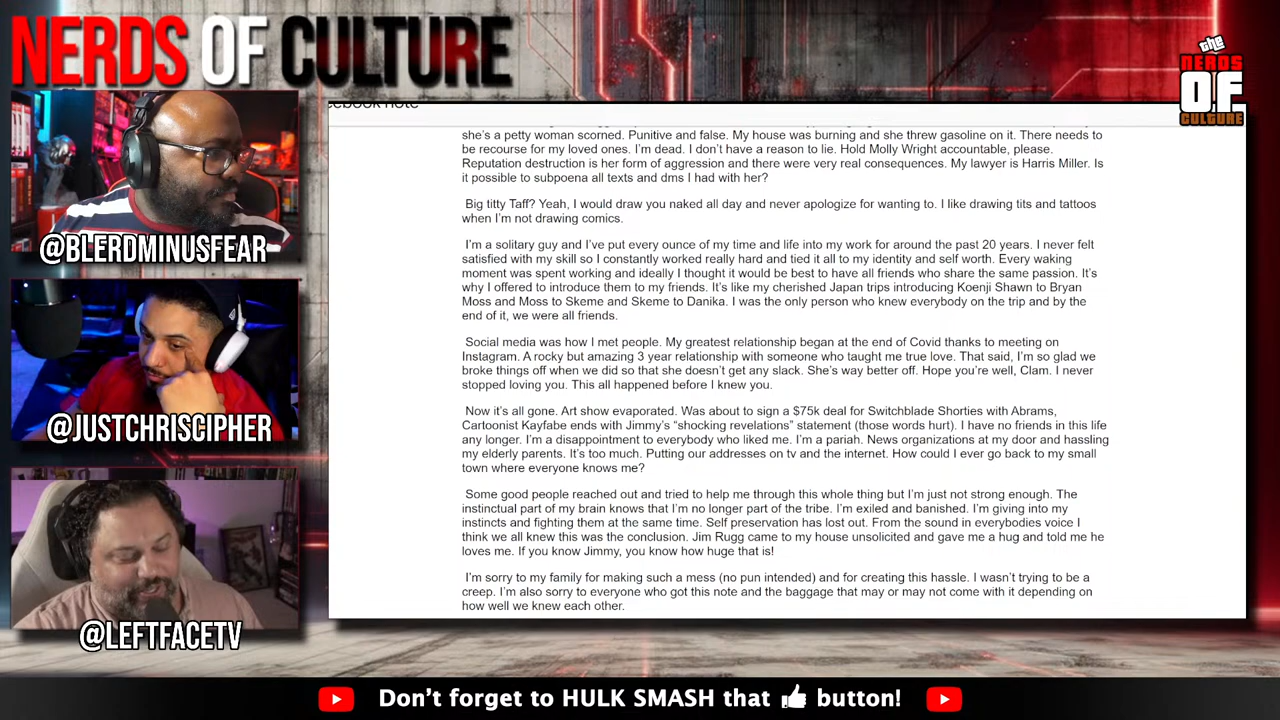 NERDS OF CULTURE
the
NERDS
O.F.
CULTURE
ebook note
she's a petty woman scorned. Punitive and false. My house was burning and she threw gasoline on it. There needs to
be recourse for my loved ones. I'm dead. I don't have a reason to lie. Hold Molly Wright accountable, please.
Reputation destruction is her form of aggression and there were very real consequences. My lawyer is Harris Miller. Is
it possible to subpoena all texts and dms I had with her?
Big titty Taff? Yeah, I would draw you naked all day and never apologize for wanting to. I like drawing tits and tattoos
when I'm not drawing comics.
I'm a solitary guy and I've put every ounce of my time and life into my work for around the past 20 years. I never felt
satisfied with my skill so I constantly worked really hard and tied it all to my identity and self worth. Every waking
moment was spent working and ideally I thought it would be best to have all friends who share the same passion. It's
why I offered to introduce them to my friends. It's like my cherished Japan trips introducing Koenji Shawn to Bryan
Moss and Moss to Skeme and Skeme to Danika. I was the only person who knew everybody on the trip and by the
end of it, we were all friends.
Social media was how I met people. My greatest relationship began at the end of Covid thanks to meeting on
Instagram. A rocky but amazing 3 year relationship with someone who taught me true love. That said, I'm so glad we
broke things off when we did so that she doesn't get any slack. She's way better off. Hope you're well, Clam. I never
stopped loving you. This all happened before I knew you.
Now it's all gone. Art show evaporated. Was about to sign a $75k deal for Switchblade Shorties with Abrams,
Cartoonist Kayfabe ends with Jimmy's "shocking revelations" statement (those words hurt). I have no friends in this life
any longer. I'm a disappointment to everybody who liked me. I'm a pariah. News organizations at my door and hassling
my elderly parents. It's too much. Putting our addresses on tv and the internet. How could I ever go back to my small
town where everyone knows me?
Some good people reached out and tried to help me through this whole thing but I'm just not strong enough. The
instinctual part of my brain knows that I'm no longer part of the tribe. I'm exiled and banished. I'm giving into my
instincts and fighting them at the same time. Self preservation has lost out. From the sound in everybodies voice I
think we all knew this was the conclusion. Jim Rugg came to my house unsolicited and gave me a hug and told me he
loves me. If you know Jimmy, you know how huge that is!
I'm sorry to my family for making such a mess (no pun intended) and for creating this hassle. I wasn't trying to be a
creep. I'm also sorry to everyone who got this note and the baggage that may or may not come with it depending on
how well we knew each other.
@BLERDMINUSFEAR
@JUSTCHRISCIPHER
@LEFTFACETV
Don't forget to HULK SMASH that button!